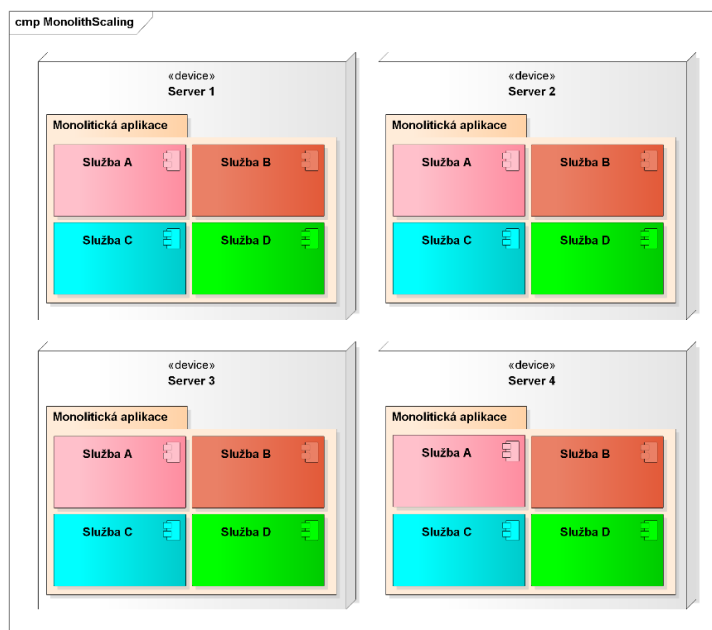 cmp MonolithScaling
«device»
Server 1
Monolitická aplikace
Služba A
Služba B
Služba C
Služba D
«device»
Server 2
Monolitická aplikace
Služba A
Služba B
Služba C
Služba D
«device»
Server 3
Monolitická aplikace
Služba A
Služba B
Služba C
Služba D
«device»
Server 4
Monolitická aplikace
Služba A
Služba B
Služba C
Služba D